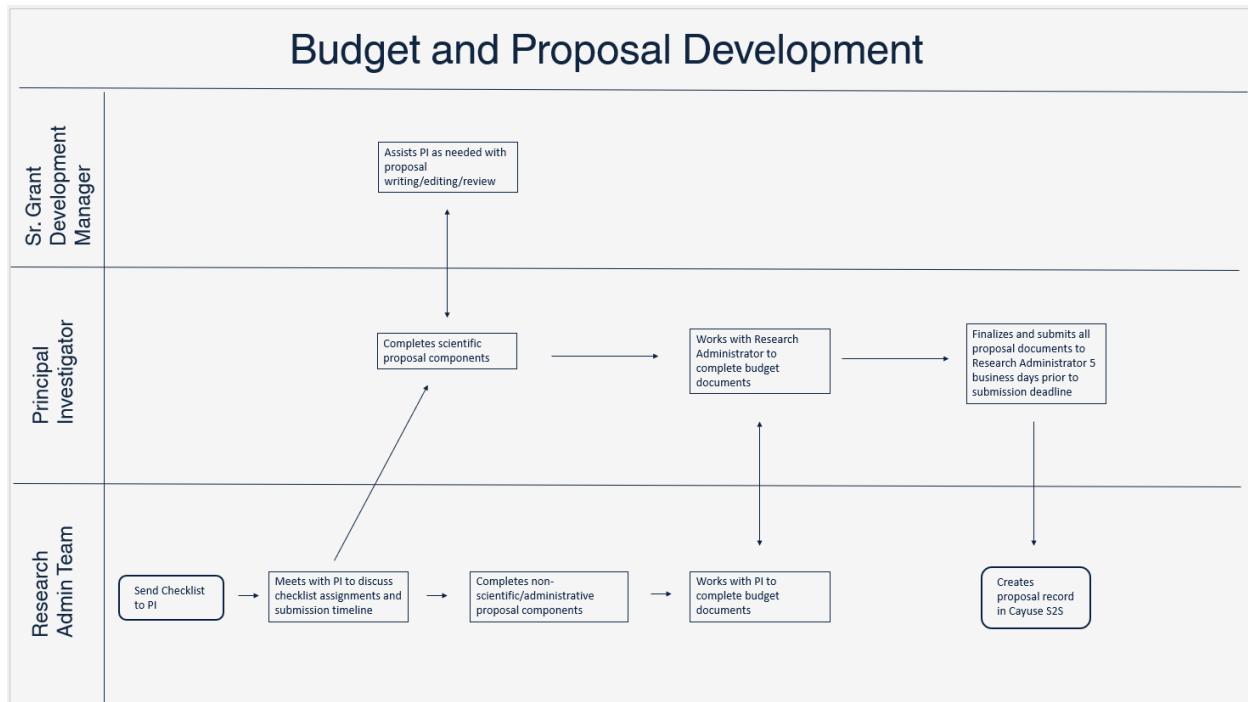 Budget and Proposal Development
Sr. Grant
Development
Manager
Assists PI as needed with
proposal
writing/editing/review
Principal
Investigator
Completes scientific
proposal components
Works with Research
Administrator to
complete budget
documents
Finalizes and submits all
proposal documents to
Research Administrator 5
business days prior to
submission deadline
Research
Admin Team
Send Checklist
to PI
Meets with PI to discuss
checklist assignments and
submission timeline
Completes non-
scientific/administrative
proposal components
Works with PI to
complete budget
documents
Creates
proposal record
in Cayuse S2S